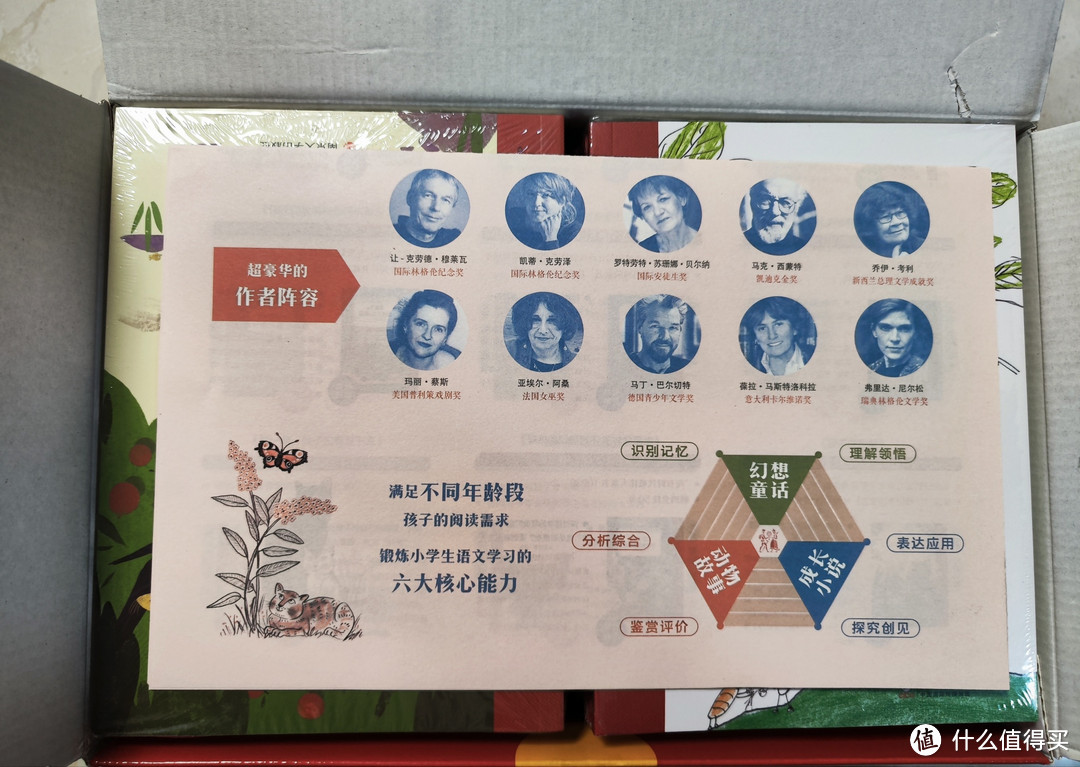 超豪华的
作者阵容
让-克劳德·穆莱瓦
国际林格伦纪念奖
凯蒂·克劳泽
国际林格伦纪念奖
罗特劳特·苏珊娜·贝尔纳
国际安徒生奖
马克·西蒙特
凯迪克金奖
乔伊·考利
新西兰总理文学成就奖
玛丽·蔡斯
美国普利策戏剧奖
亚埃尔·阿桑
法国女巫奖
马丁·巴尔切特
德国青少年文学奖
葆拉·马斯特洛科拉
意大利卡尔维诺奖
弗里达·尼尔松
瑞典林格伦文学奖
满足不同年龄段
孩子的阅读需求
锻炼小学生语文学习的
六大核心能力
识别记忆
理解领悟
分析综合
表达应用
鉴赏评价
探究创见
幻想
童话
动物
故事
成长
小说
值 什么值得买